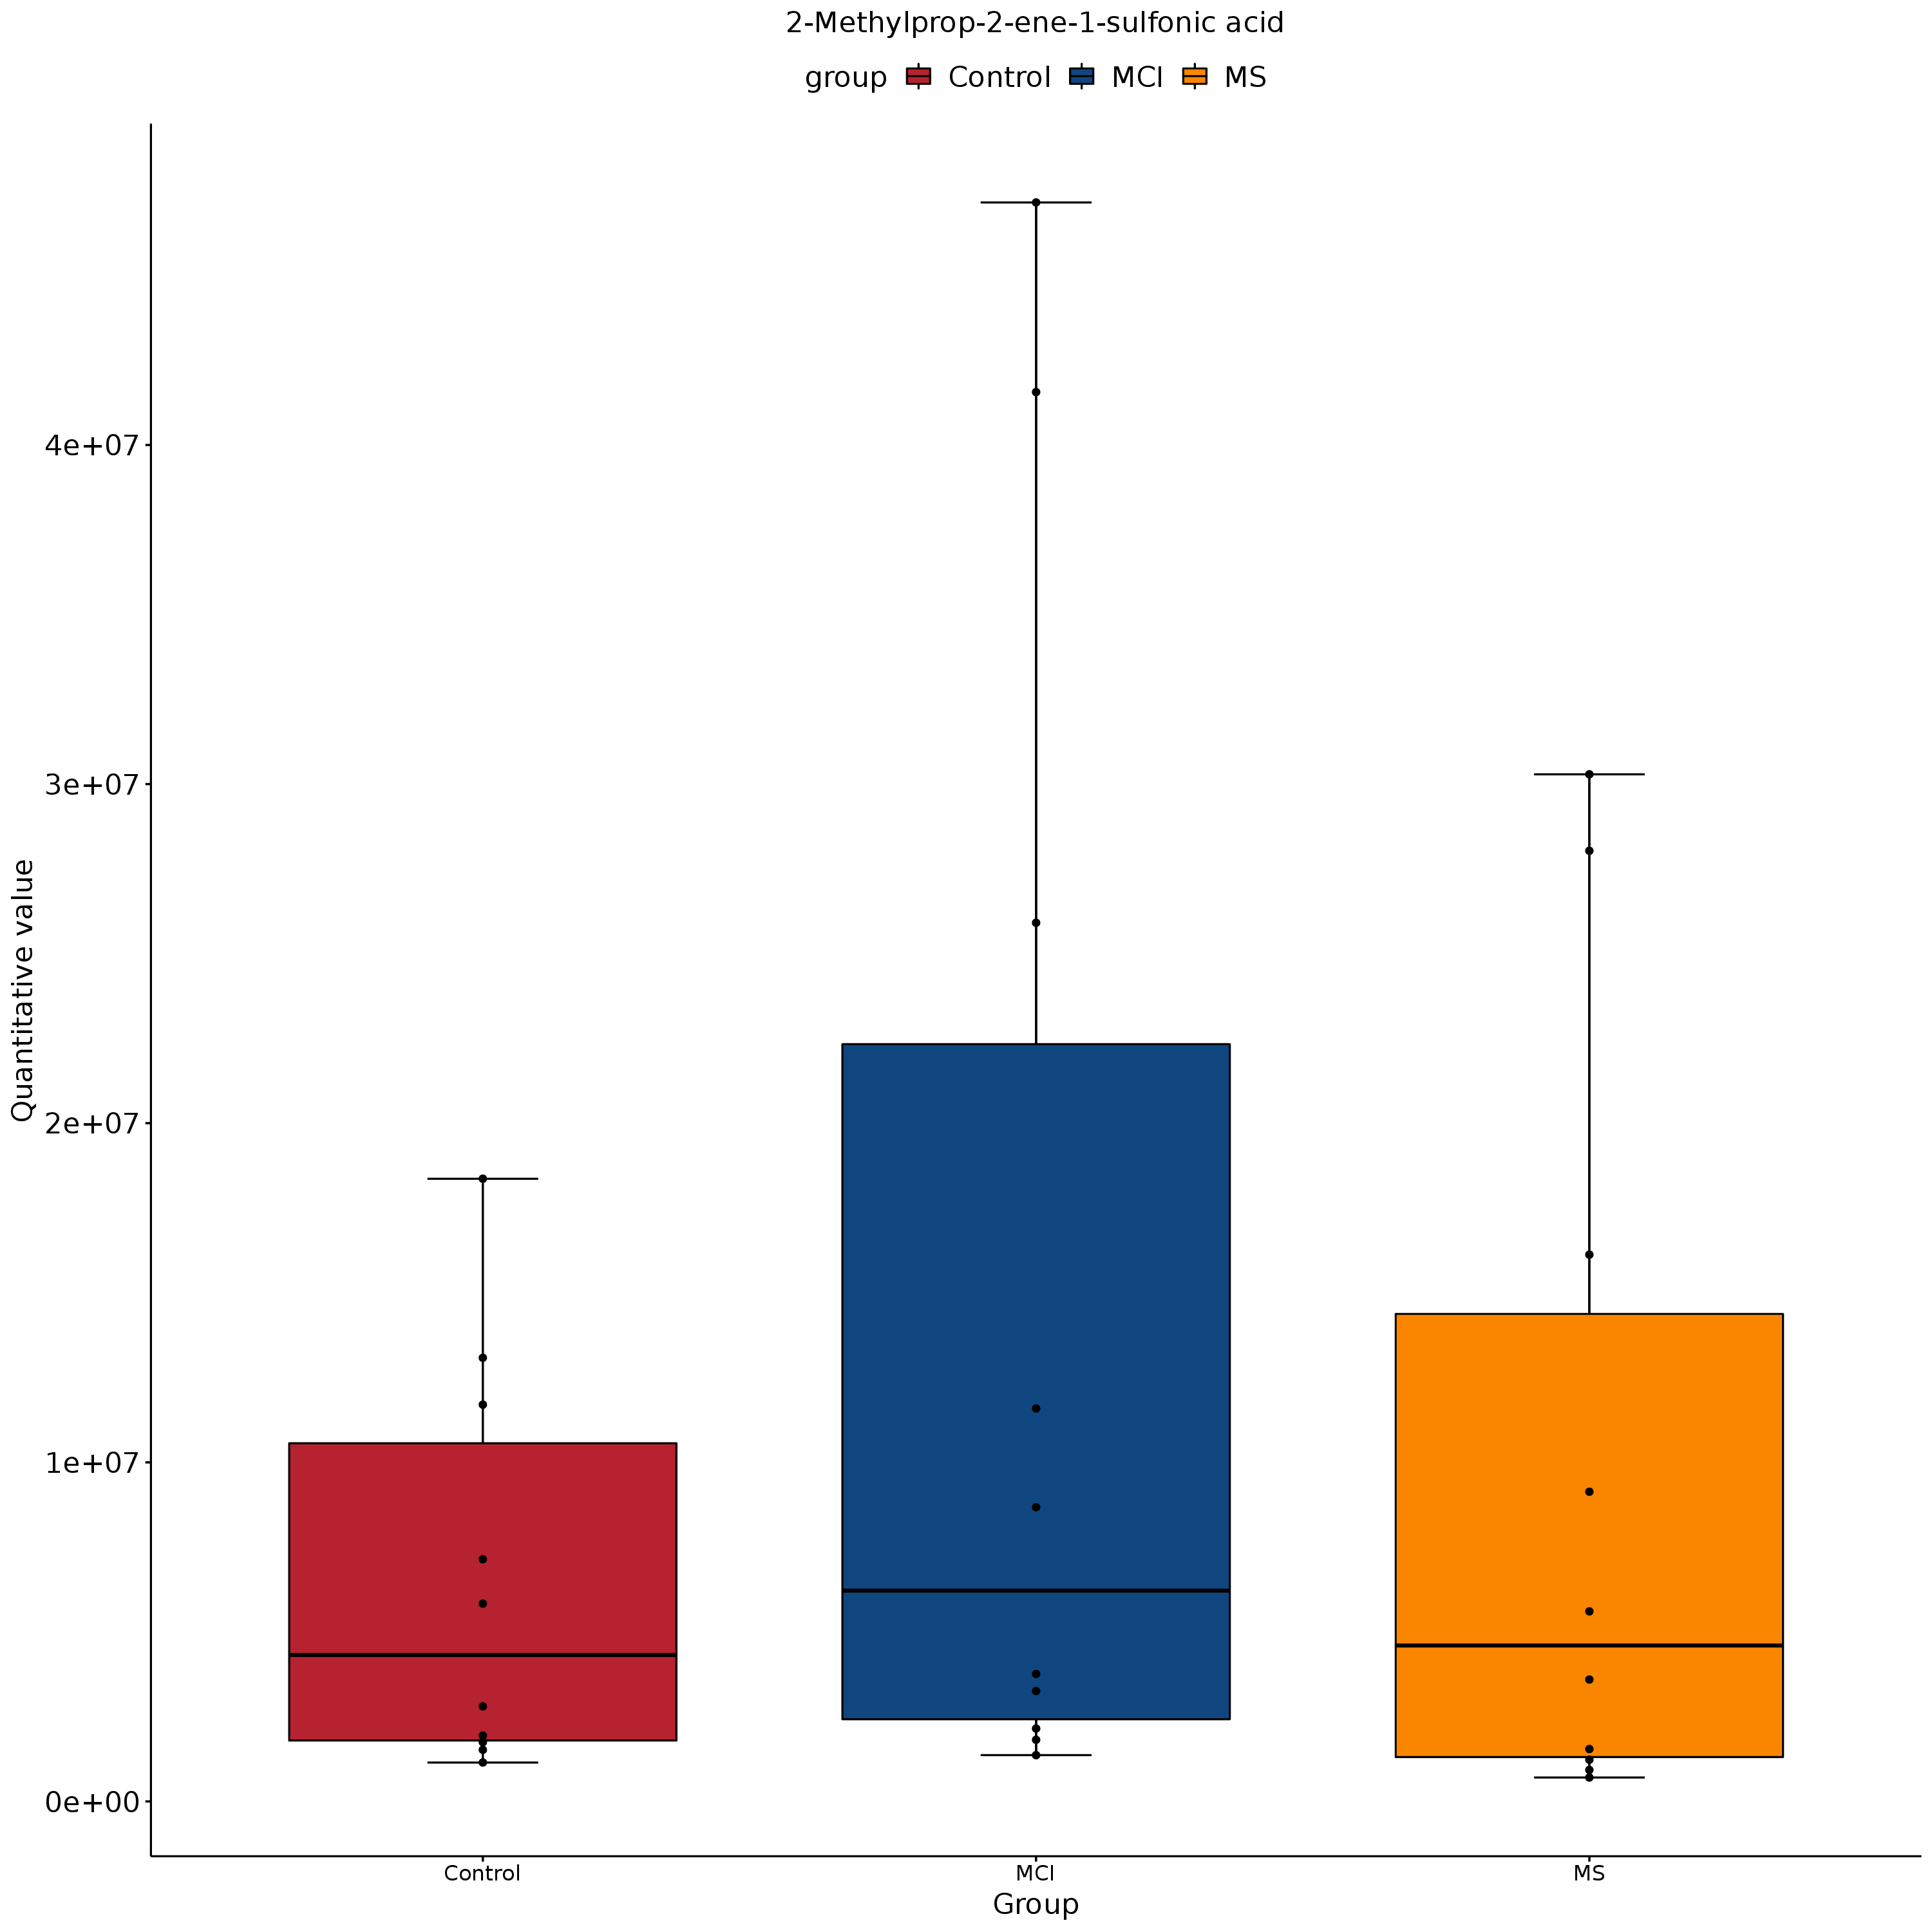 2-Methylprop-2-ene-1-sulfonic acid
group Control MCI MS
Quantitative value
4e+07
3e+07
2e+07
1e+07
0e+00
Control MCI MS
Group